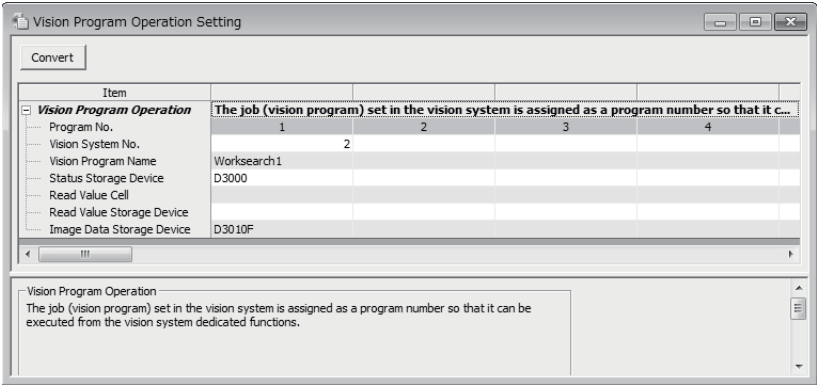 Vision Program Operation Setting
Convert
Item
Vision Program Operation The job (vision program) set in the vision system is assigned as a program number so that it c...
Program No. 1 2 3 4
Vision System No. 2
Vision Program Name Worksearch1
Status Storage Device D3000
Read Value Cell
Read Value Storage Device
Image Data Storage Device D3010F
Vision Program Operation
The job (vision program) set in the vision system is assigned as a program number so that it can be
executed from the vision system dedicated functions.